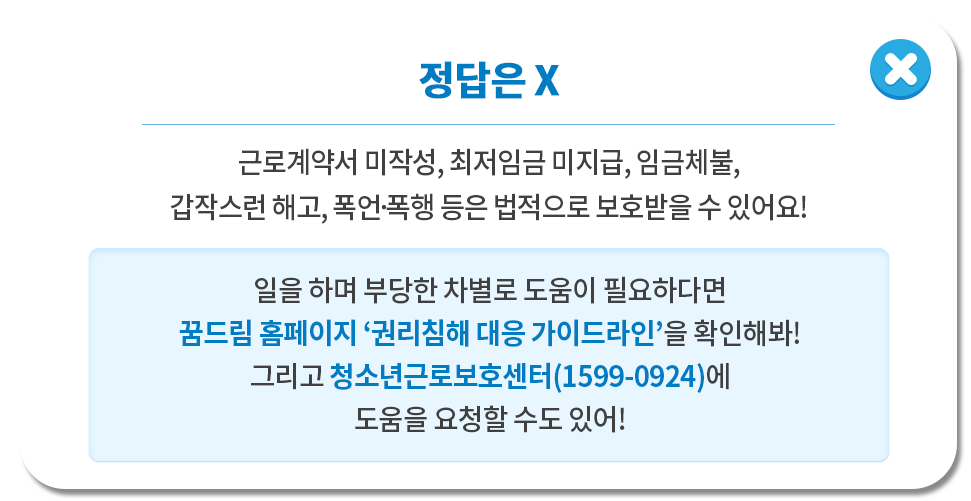 정답은 X
근로계약서 미작성, 최저임금 미지급, 임금체불,
갑작스런 해고, 폭언·폭행 등은 법적으로 보호받을 수 있어요!
일을 하며 부당한 차별로 도움이 필요하다면
꿈드림 홈페이지 ‘권리침해 대응 가이드라인’을 확인해봐!
그리고 청소년근로보호센터(1599-0924)에
도움을 요청할 수도 있어!